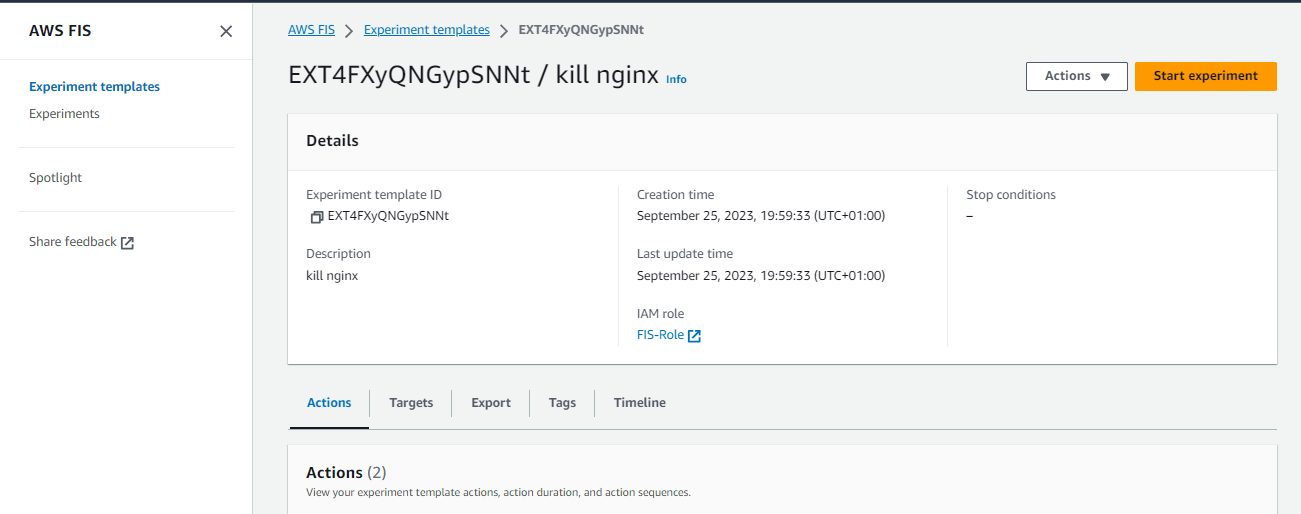 AWS FIS
Experiment templates
Experiments
Spotlight
Share feedback
AWS FIS > Experiment templates > EXT4FXyQNGypSNNt
EXT4FXyQNGypSNNt / kill nginx Info
Actions
Start experiment
Details
Experiment template ID
EXT4FXyQNGypSNNt
Description
kill nginx
Creation time
September 25, 2023, 19:59:33 (UTC+01:00)
Last update time
September 25, 2023, 19:59:33 (UTC+01:00)
IAM role
FIS-Role
Stop conditions
–
Actions
Targets
Export
Tags
Timeline
Actions (2)
View your experiment template actions, action duration, and action sequences.